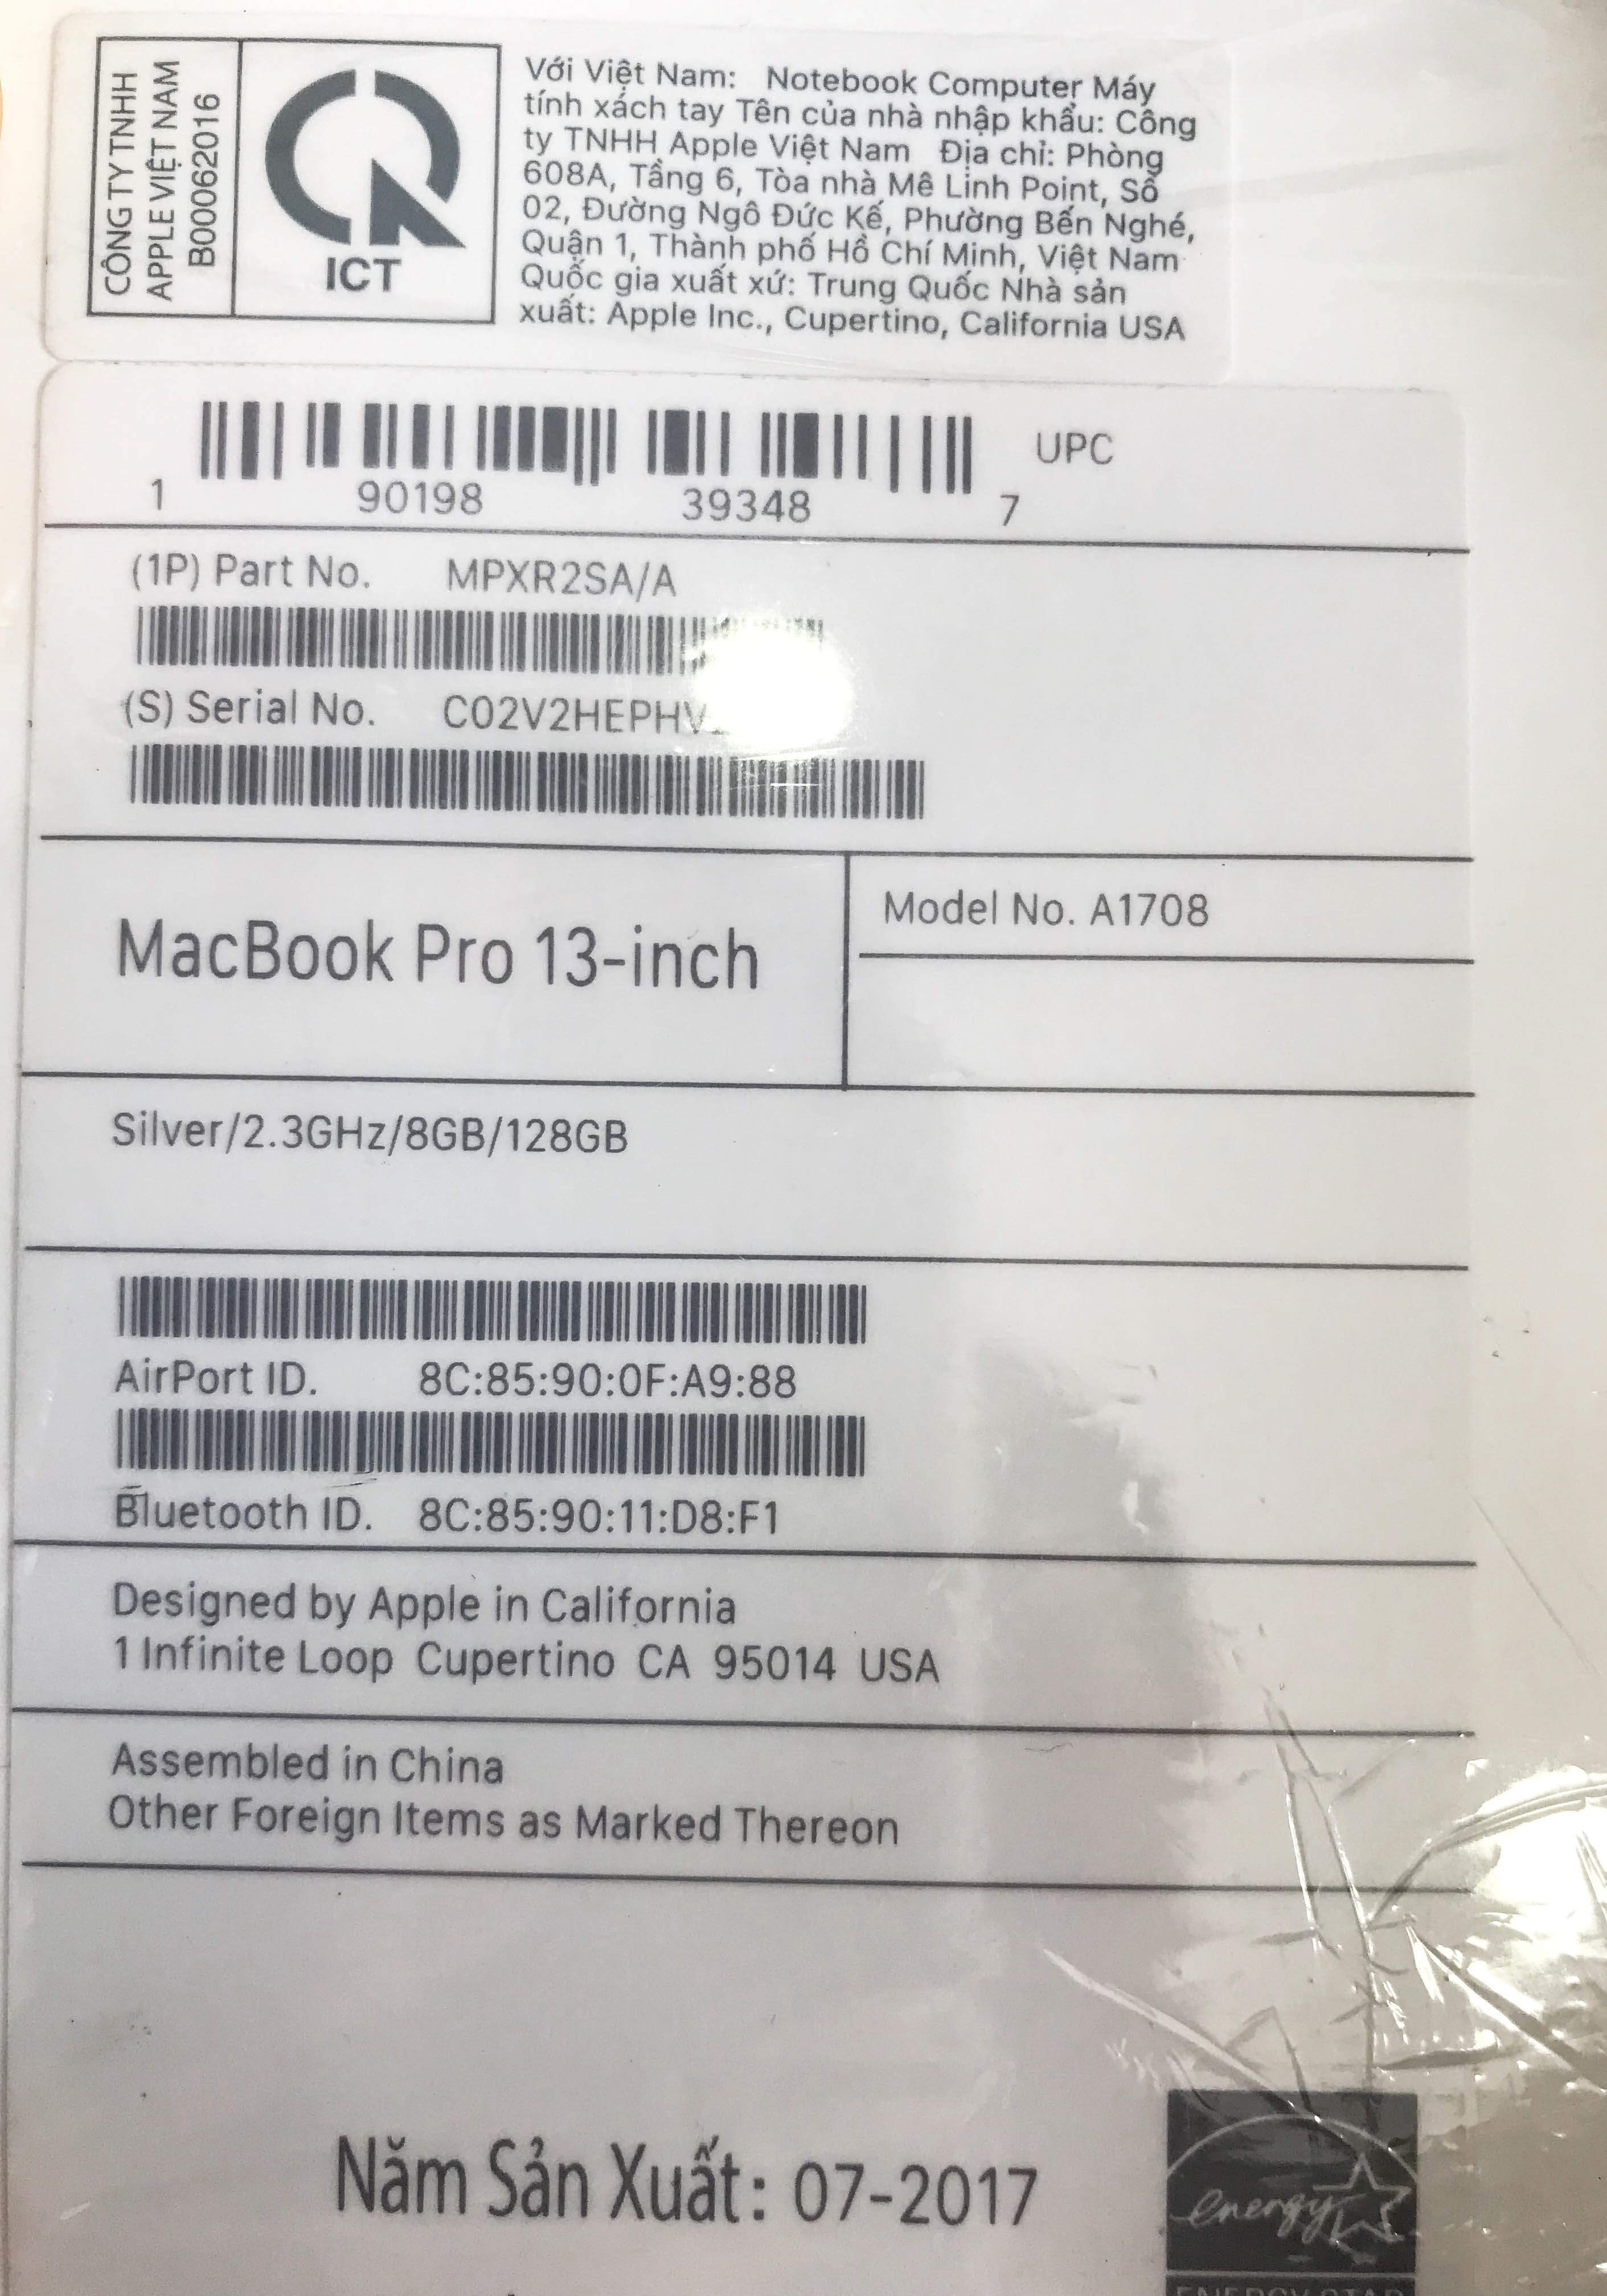 CÔNG TY TNHH
APPLE VIỆT NAM
B00062016
ICT
Với Việt Nam: Notebook Computer Máy
tính xách tay Tên của nhà nhập khẩu: Công
ty TNHH Apple Việt Nam Địa chỉ: Phòng
608A, Tầng 6, Tòa nhà Mê Linh Point, Số
02, Đường Ngô Đức Kế, Phường Bến Nghé,
Quận 1, Thành phố Hồ Chí Minh, Việt Nam
Quốc gia xuất xứ: Trung Quốc Nhà sản
xuất: Apple Inc., Cupertino, California USA
UPC
1 90198 39348 7
(1P) Part No. MPXR2SA/A
(S) Serial No.
MacBook Pro 13-inch
Model No. A1708
Silver/2.3GHz/8GB/128GB
AirPort ID. 8C:85:90:0F:A9:88
Bluetooth ID. 8C:85:90:11:D8:F1
Designed by Apple in California
1 Infinite Loop Cupertino CA 95014 USA
Assembled in China
Other Foreign Items as Marked Thereon
Năm Sản Xuất: 07-2017
energy
ENERGY STAR